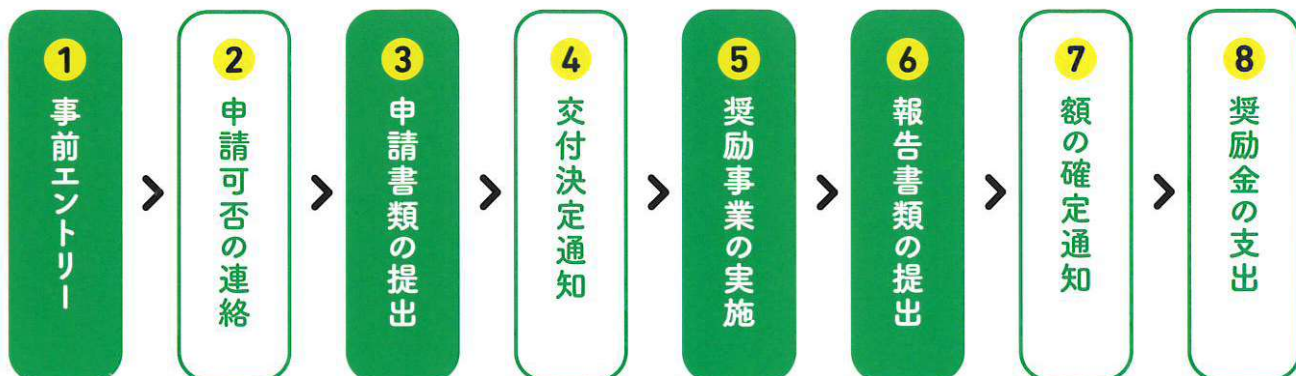 1
事前エントリー
2
申請可否の連絡
3
申請書類の提出
4
交付決定通知
5
奨励事業の実施
6
報告書類の提出
7
額の確定通知
8
奨励金の支出